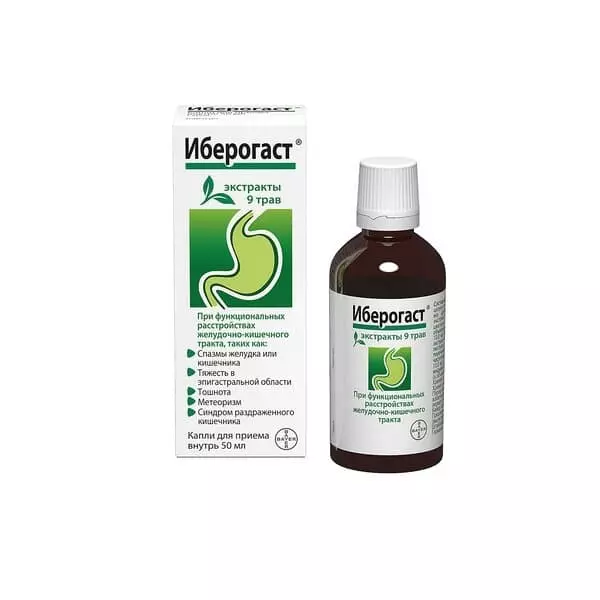 Иберогаст®
экстракты
9 трав
При функциональных
расстройствах
желудочно-кишечного
тракта, таких как:
Спазмы желудка или
кишечника
Тяжесть в
эпигастральной области
Тошнота
Метеоризм
Синдром раздраженного
кишечника
Капли для приема
внутрь 50 мл
BAYER
Иберогаст®
экстракты 9 трав
При функциональных
расстройствах
желудочно-кишечного
тракта